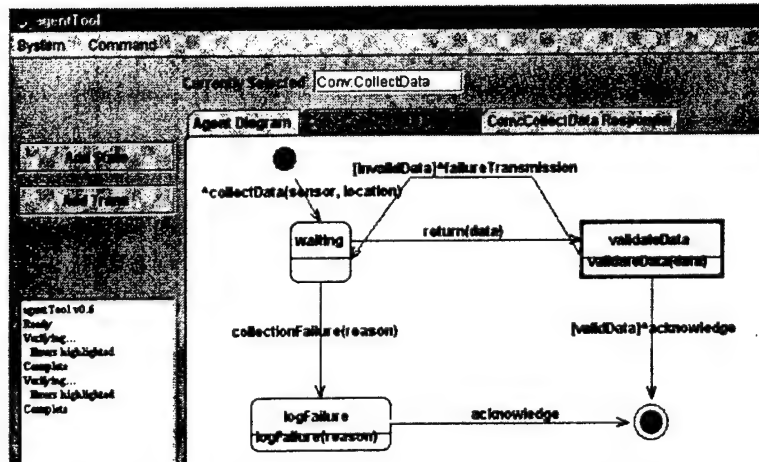 agentTool
System Command
Currently Selected: Conv:CollectData
Agent Diagram
Conv:CollectData Responder
Add State
Add Transi
[InvalidData]^failureTransmission
^collectData(sensor, location)
waiting
return(data)
validateData
validateData(data)
collectionFailure(reason)
[validData]^acknowledge
logFailure
logFailure(reason)
acknowledge
agentTool v0.6
Ready
Verifying...
Errors highlighted
Complete
Verifying...
Errors highlighted
Complete